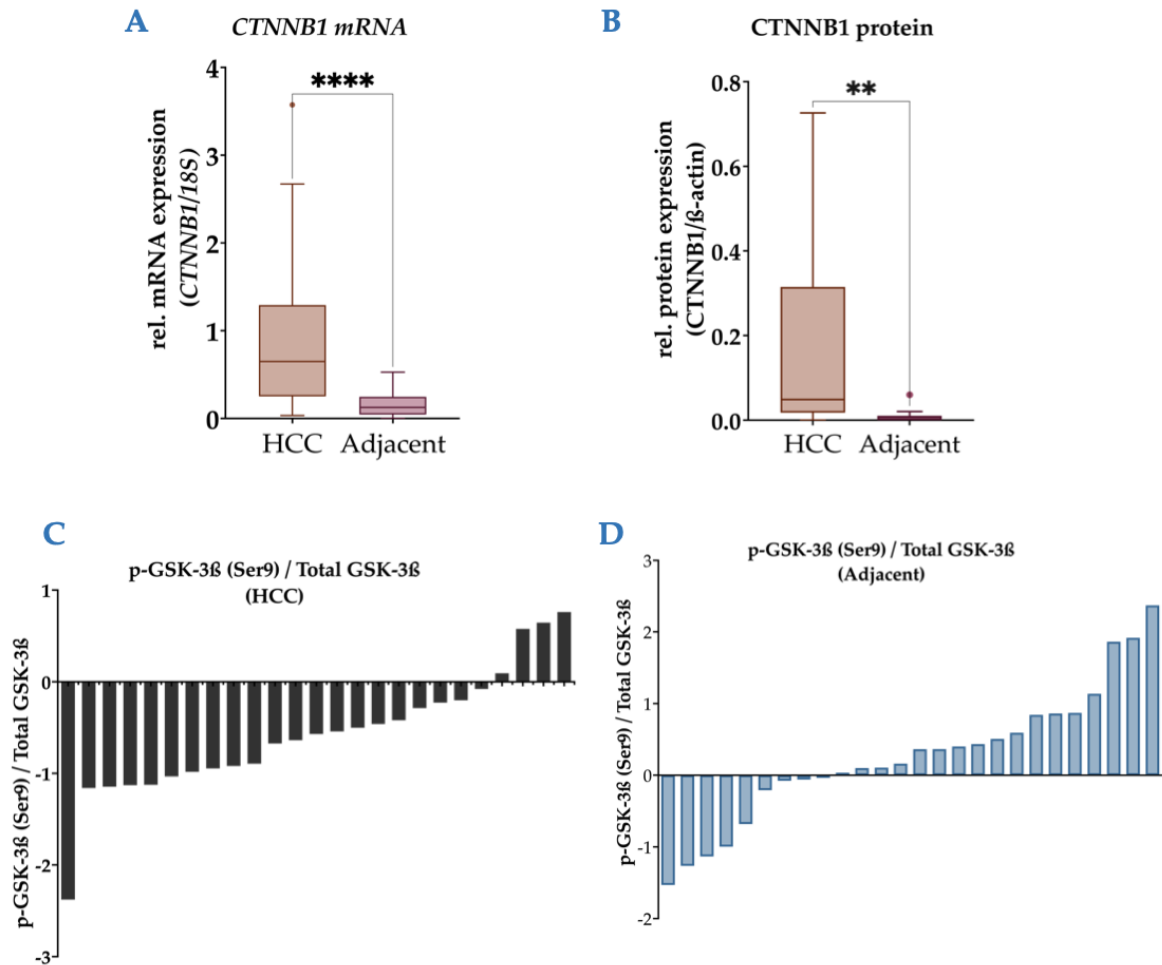 A
CTNNB1 mRNA
4
3
2
1
0
rel. mRNA expression
(CTNNB1/18S)
****
HCC
Adjacent
B
CTNNB1 protein
0.8
0.6
0.4
0.2
0.0
rel. protein expression
(CTNNB1/ß-actin)
**
HCC
Adjacent
C
p-GSK-3ß (Ser9) / Total GSK-3ß
(HCC)
1
0
-1
-2
-3
p-GSK-3ß (Ser9) / Total GSK-3ß
D
p-GSK-3ß (Ser9) / Total GSK-3ß
(Adjacent)
3
2
1
0
-1
-2
p-GSK-3ß (Ser9) / Total GSK-3ß